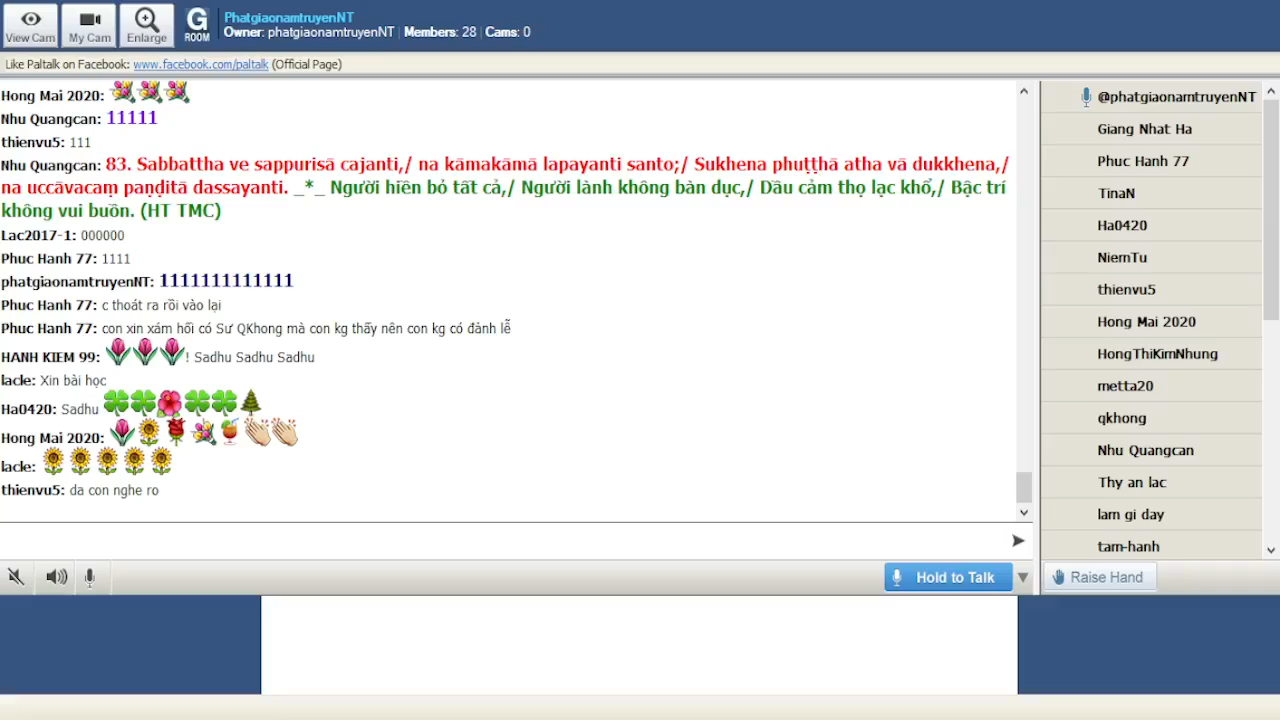 View Cam
My Cam
Enlarge
G
ROOM
PhatgiaonamtruyenNT
Owner: phatgiaonamtruyenNT | Members: 28 | Cams: 0
Like Paltalk on Facebook: www.facebook.com/paltalk (Official Page)
Hong Mai 2020:
Nhu Quangcan: 11111
thienvu5: 111
Nhu Quangcan: 83. Sabbattha ve sappurisā cajanti,/ na kāmakāmā lapayanti santo;/ Sukhena phuṭṭhā atha vā dukkhena,/
na uccāvacaṃ paṇḍitā dassayanti. _*_ Người hiền bỏ tất cả,/ Người lành không bàn dục,/ Dầu cảm thọ lạc khổ,/ Bậc trí
không vui buồn. (HT TMC)
Lac2017-1: 000000
Phuc Hanh 77: 1111
phatgiaonamtruyenNT: 1111111111111
Phuc Hanh 77: c thoát ra rồi vào lại
Phuc Hanh 77: con xin xám hối có Sư QKhong mà con kg thấy nên con kg có đảnh lễ
HANH KIEM 99: ! Sadhu Sadhu Sadhu
lacle: Xin bài học
Ha0420: Sadhu
Hong Mai 2020:
lacle:
thienvu5: da con nghe ro
Hold to Talk
@phatgiaonamtruyenNT
Giang Nhat Ha
Phuc Hanh 77
TinaN
Ha0420
NiemTu
thienvu5
Hong Mai 2020
HongThiKimNhung
metta20
qkhong
Nhu Quangcan
Thy an lac
lam gi day
tam-hanh
Raise Hand